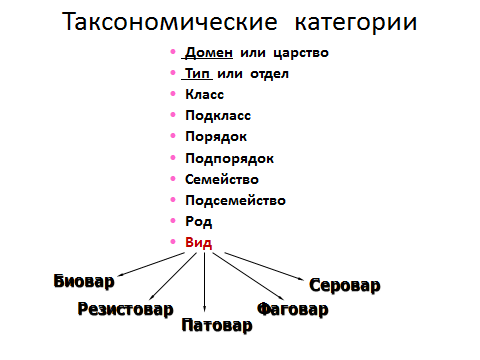 Таксономические категории
• Домен или царство
• Тип или отдел
• Класс
• Подкласс
• Порядок
• Подпорядок
• Семейство
• Подсемейство
• Род
• Вид
Биовар
Резистовар
Патовар
Фаговар
Серовар